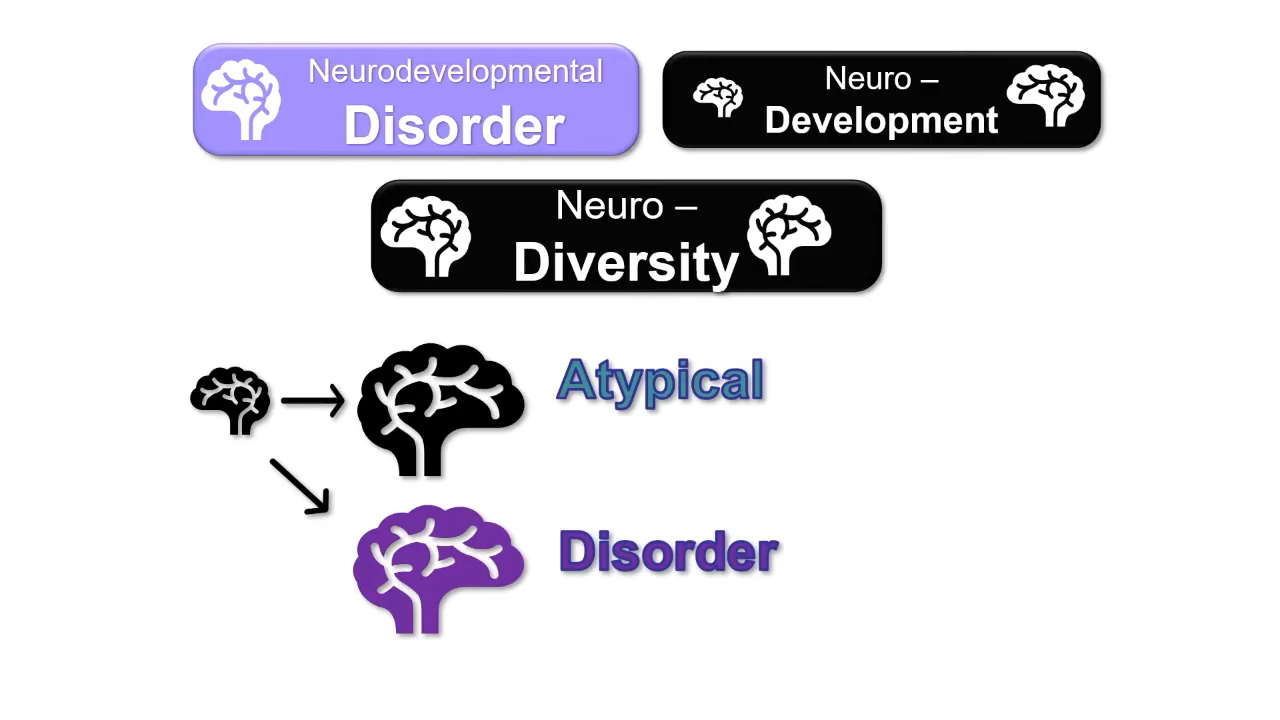 Neurodevelopmental
Disorder
Neuro –
Development
Neuro –
Diversity
Atypical
Disorder